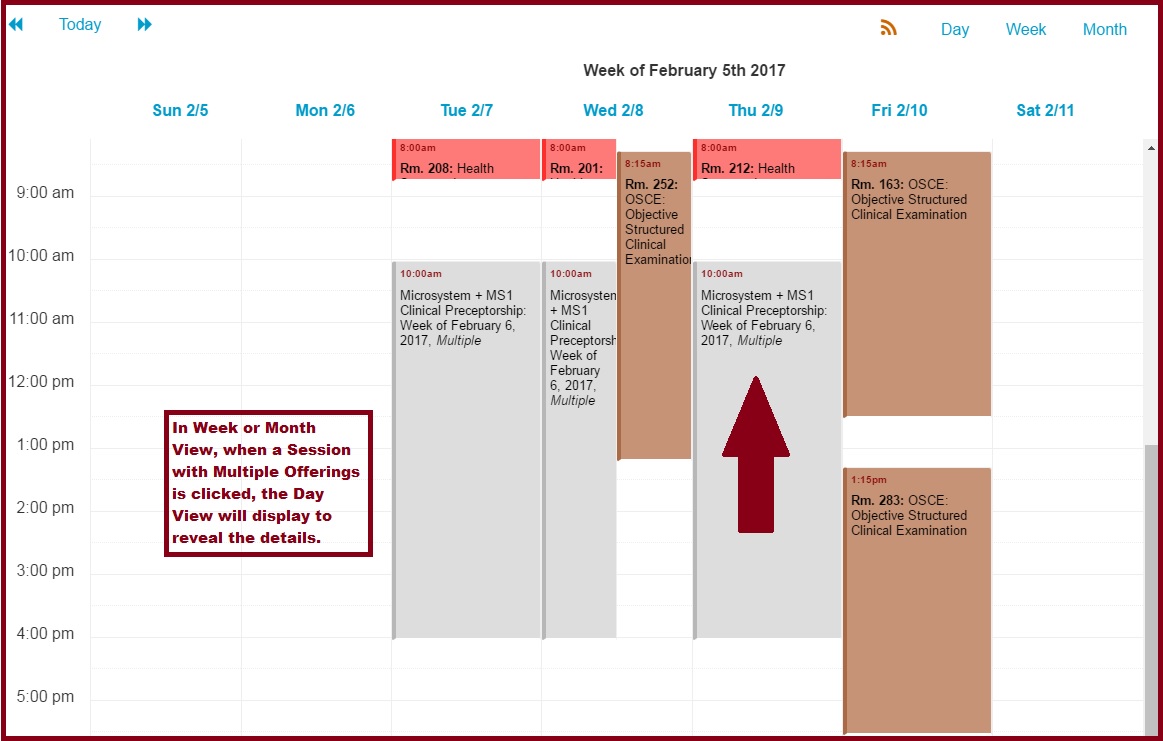 Today
Day Week Month
Week of February 5th 2017
Sun 2/5 Mon 2/6 Tue 2/7 Wed 2/8 Thu 2/9 Fri 2/10 Sat 2/11
9:00 am
10:00 am
11:00 am
12:00 pm
1:00 pm
2:00 pm
3:00 pm
4:00 pm
5:00 pm
8:00am
Rm. 208: Health
10:00am
Microsystem + MS1
Clinical Preceptorship:
Week of February 6,
2017, Multiple
8:00am
Rm. 201:
10:00am
Microsystem
+ MS1
Clinical
Preceptorsh
Week of
February
6, 2017,
Multiple
8:15am
Rm. 252:
OSCE:
Objective
Structured
Clinical
Examination
8:00am
Rm. 212: Health
10:00am
Microsystem + MS1
Clinical Preceptorship:
Week of February 6,
2017, Multiple
8:15am
Rm. 163: OSCE:
Objective Structured
Clinical Examination
1:15pm
Rm. 283: OSCE:
Objective Structured
Clinical Examination
In Week or Month
View, when a Session
with Multiple Offerings
is clicked, the Day
View will display to
reveal the details.